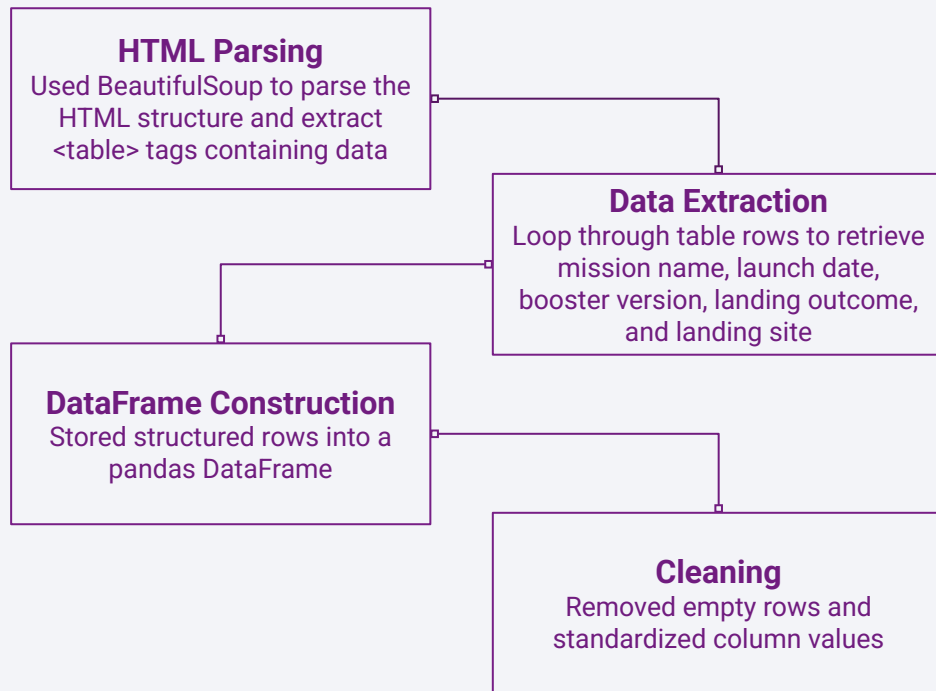 HTML Parsing
Used BeautifulSoup to parse the
HTML structure and extract
<table> tags containing data
Data Extraction
Loop through table rows to retrieve
mission name, launch date,
booster version, landing outcome,
and landing site
DataFrame Construction
Stored structured rows into a
pandas DataFrame
Cleaning
Removed empty rows and
standardized column values